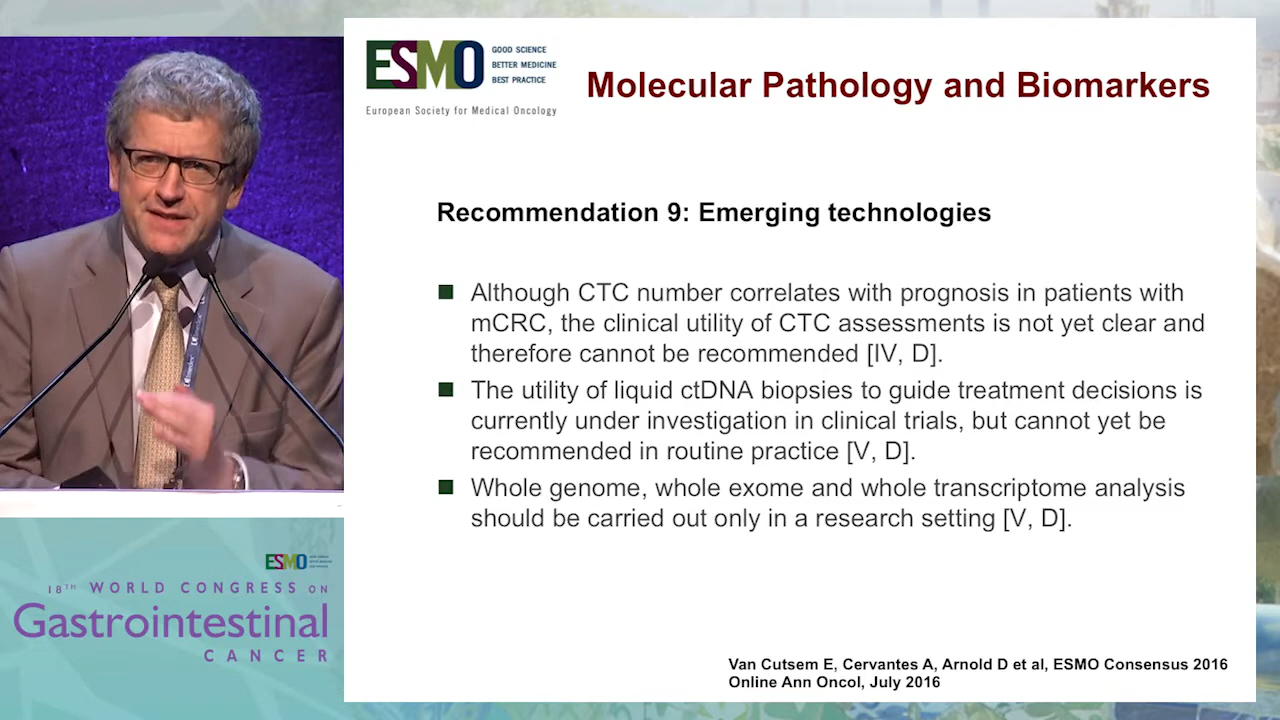 ESMO
GOOD SCIENCE
BETTER MEDICINE
BEST PRACTICE
European Society for Medical Oncology
Molecular Pathology and Biomarkers
Recommendation 9: Emerging technologies
Although CTC number correlates with prognosis in patients with
mCRC, the clinical utility of CTC assessments is not yet clear and
therefore cannot be recommended [IV, D].
The utility of liquid ctDNA biopsies to guide treatment decisions is
currently under investigation in clinical trials, but cannot yet be
recommended in routine practice [V, D].
Whole genome, whole exome and whole transcriptome analysis
should be carried out only in a research setting [V, D].
Van Cutsem E, Cervantes A, Arnold D et al, ESMO Consensus 2016
Online Ann Oncol, July 2016
ESMO
18TH WORLD CONGRESS ON
Gastrointestinal
CANCER